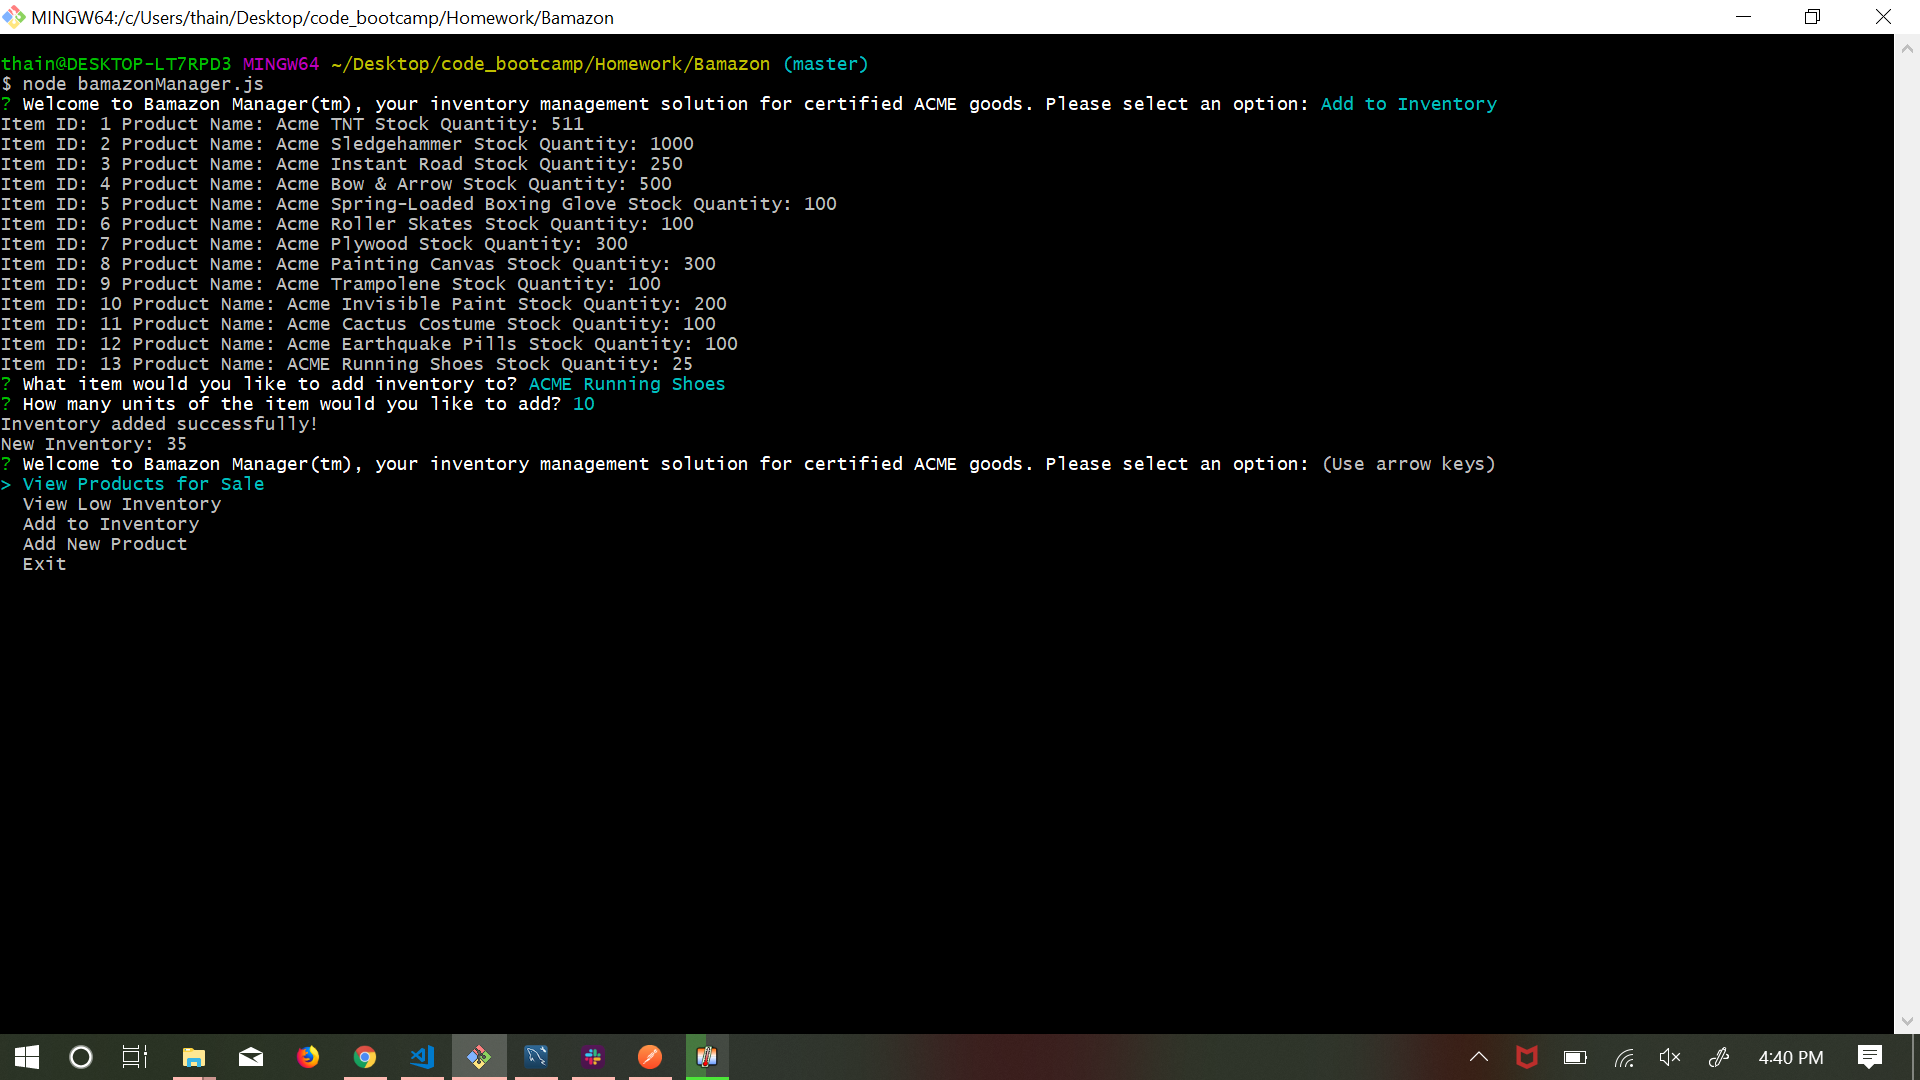 MINGW64:/c/Users/thain/Desktop/code_bootcamp/Homework/Bamazon
thain@DESKTOP-LT7RPD3 MINGW64 ~/Desktop/code_bootcamp/Homework/Bamazon (master)
$ node bamazonManager.js
? Welcome to Bamazon Manager(tm), your inventory management solution for certified ACME goods. Please select an option: Add to Inventory
Item ID: 1 Product Name: Acme TNT Stock Quantity: 511
Item ID: 2 Product Name: Acme Sledgehammer Stock Quantity: 1000
Item ID: 3 Product Name: Acme Instant Road Stock Quantity: 250
Item ID: 4 Product Name: Acme Bow & Arrow Stock Quantity: 500
Item ID: 5 Product Name: Acme Spring-Loaded Boxing Glove Stock Quantity: 100
Item ID: 6 Product Name: Acme Roller Skates Stock Quantity: 100
Item ID: 7 Product Name: Acme Plywood Stock Quantity: 300
Item ID: 8 Product Name: Acme Painting Canvas Stock Quantity: 300
Item ID: 9 Product Name: Acme Trampolene Stock Quantity: 100
Item ID: 10 Product Name: Acme Invisible Paint Stock Quantity: 200
Item ID: 11 Product Name: Acme Cactus Costume Stock Quantity: 100
Item ID: 12 Product Name: Acme Earthquake Pills Stock Quantity: 100
Item ID: 13 Product Name: ACME Running Shoes Stock Quantity: 25
? What item would you like to add inventory to? ACME Running Shoes
? How many units of the item would you like to add? 10
Inventory added successfully!
New Inventory: 35
? Welcome to Bamazon Manager(tm), your inventory management solution for certified ACME goods. Please select an option: (Use arrow keys)
> View Products for Sale
View Low Inventory
Add to Inventory
Add New Product
Exit
4:40 PM